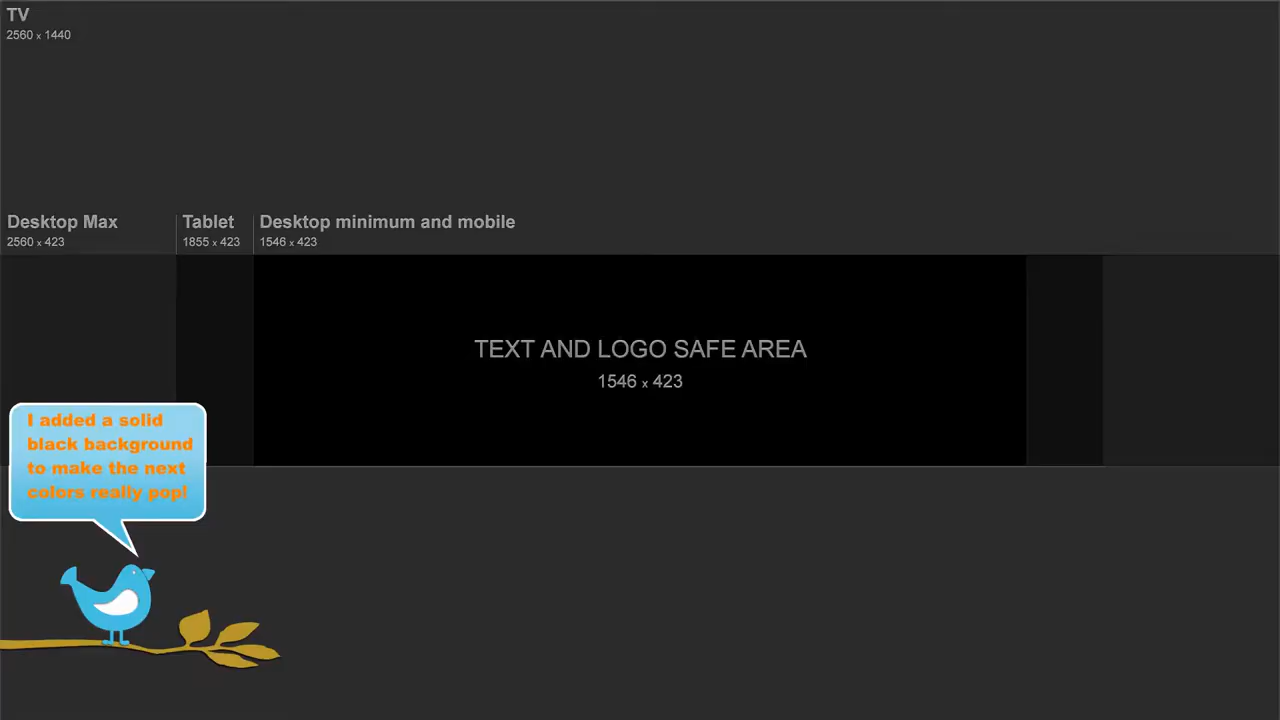 TV
2560 x 1440
Desktop Max
2560 x 423
Tablet
1855 x 423
Desktop minimum and mobile
1546 x 423
TEXT AND LOGO SAFE AREA
1546 x 423
I added a solid
black background
to make the next
colors really pop!